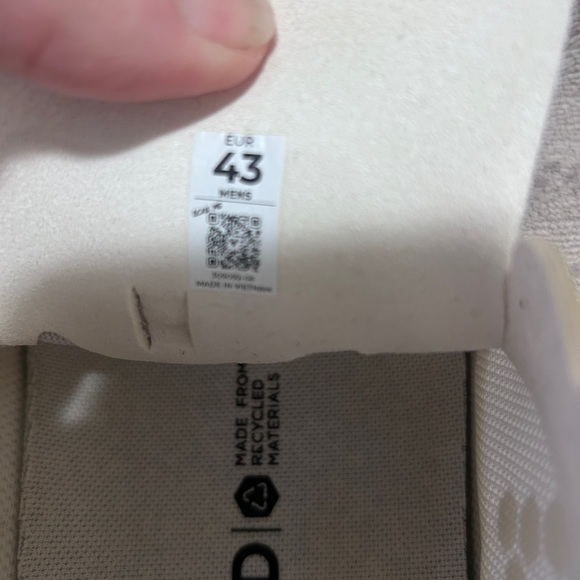 EUR
43
MENS
MADE IN VIETNAM
MADE FROM
RECYCLED
MATERIALS
D